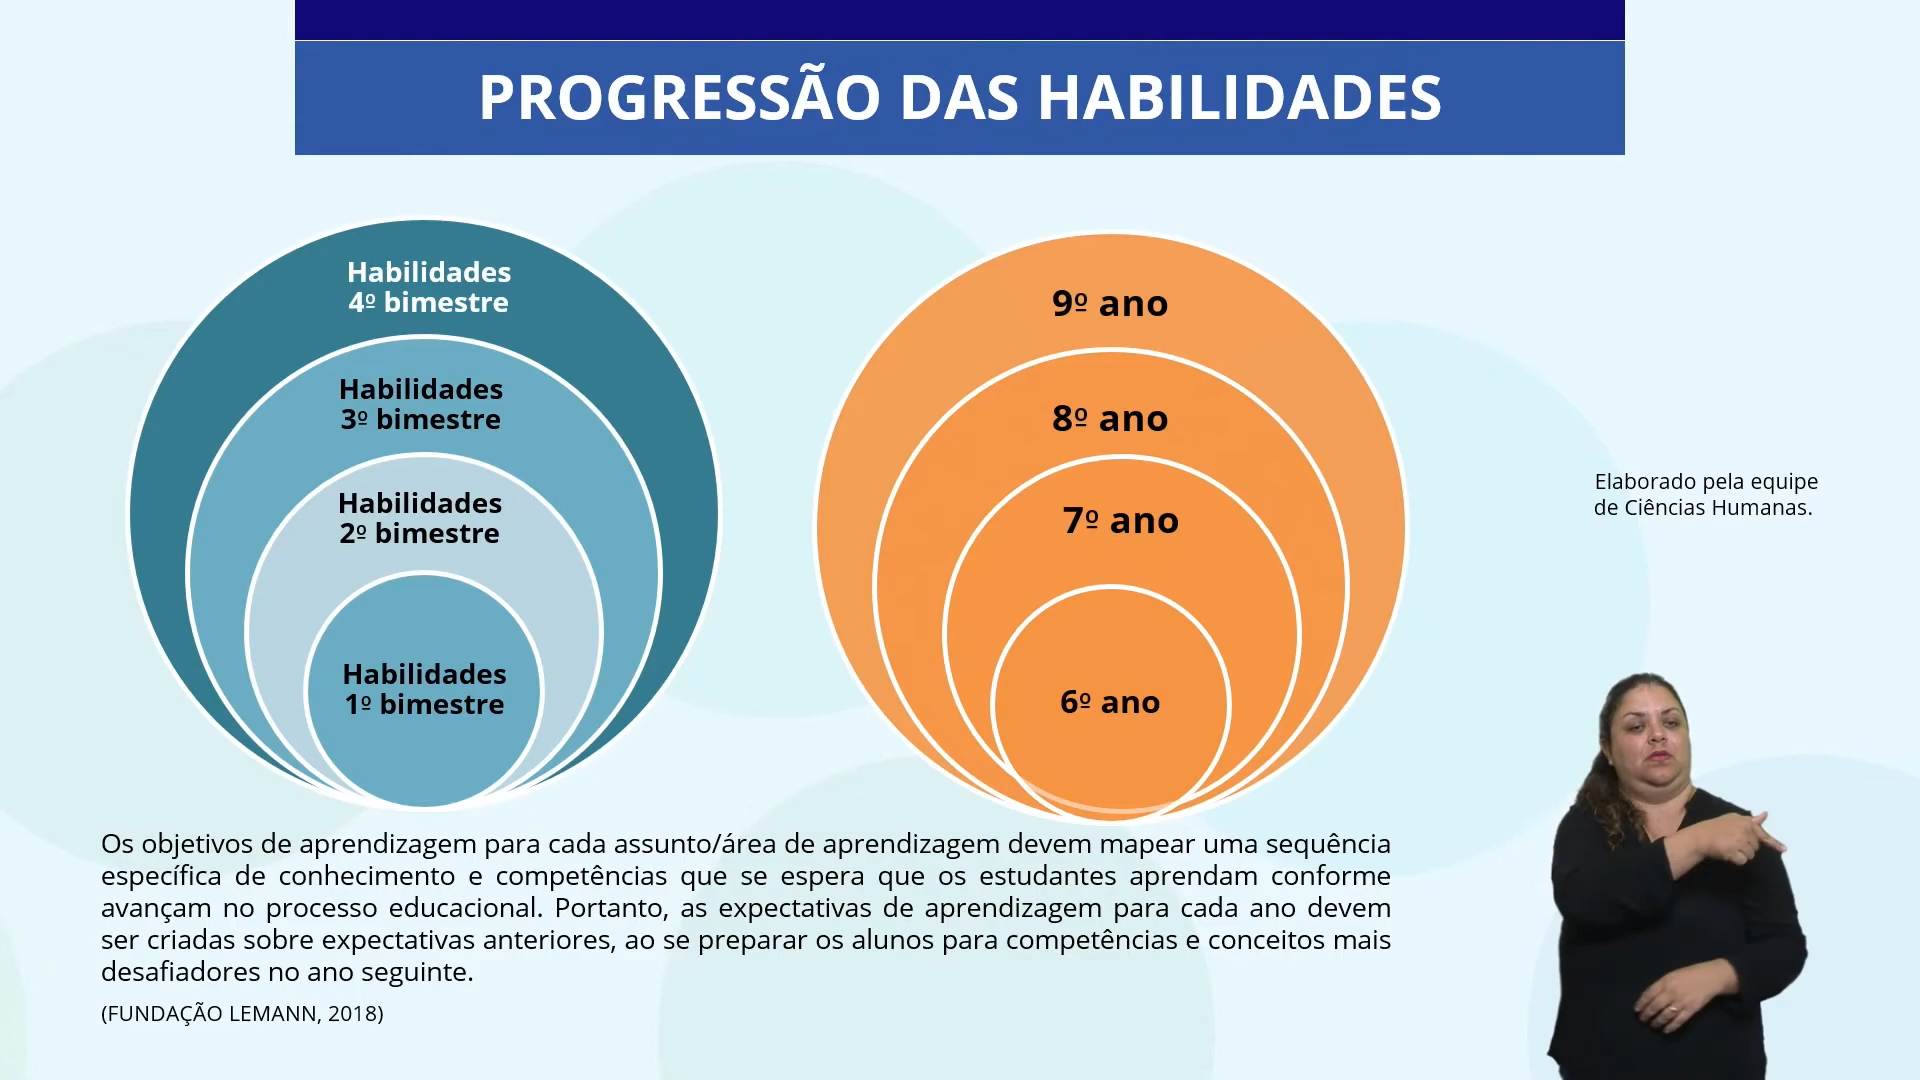 PROGRESSÃO DAS HABILIDADES
Habilidades
4º bimestre
Habilidades
3º bimestre
Habilidades
2º bimestre
Habilidades
1º bimestre
9º ano
8º ano
7º ano
6º ano
Elaborado pela equipe
de Ciências Humanas.
Os objetivos de aprendizagem para cada assunto/área de aprendizagem devem mapear uma sequência
específica de conhecimento e competências que se espera que os estudantes aprendam conforme
avançam no processo educacional. Portanto, as expectativas de aprendizagem para cada ano devem
ser criadas sobre expectativas anteriores, ao se preparar os alunos para competências e conceitos mais
desafiadores no ano seguinte.
(FUNDAÇÃO LEMANN, 2018)